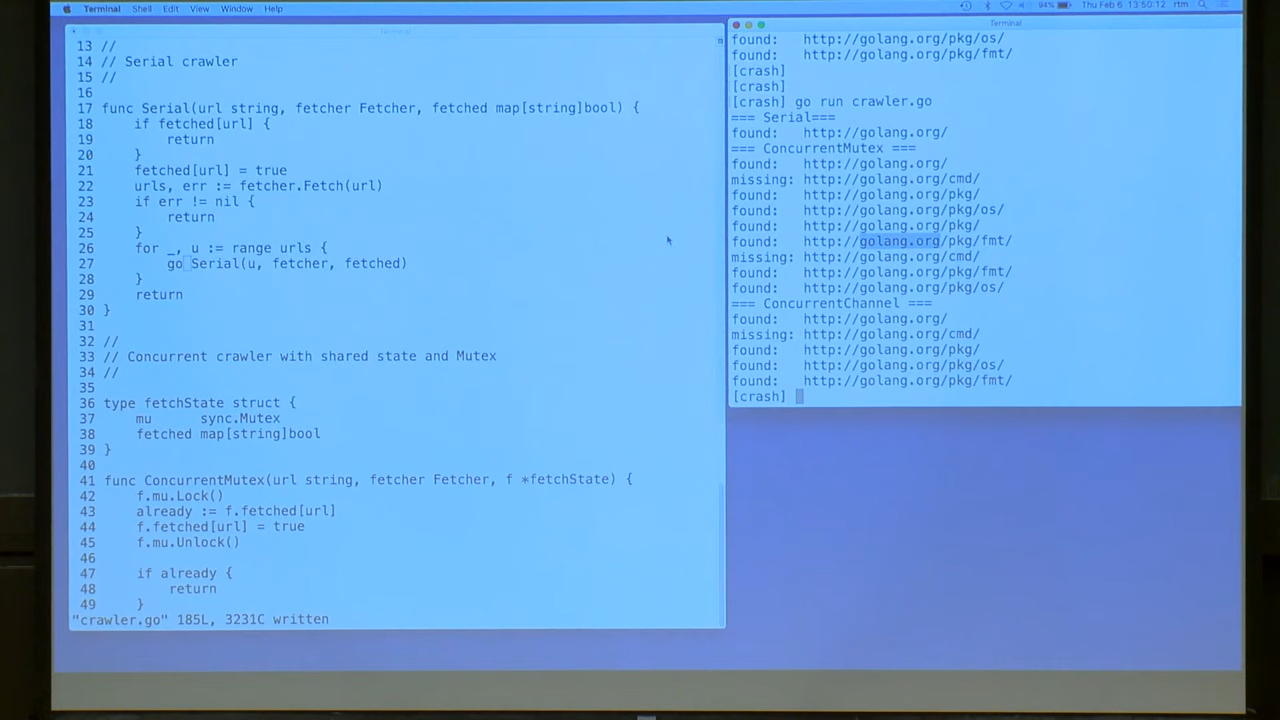 Terminal Shell Edit View Window Help
94% Thu Feb 6 13:50:12 rtm
Terminal
13 //
14 // Serial crawler
15 //
16
17 func Serial(url string, fetcher Fetcher, fetched map[string]bool) {
18 if fetched[url] {
19 return
20 }
21 fetched[url] = true
22 urls, err := fetcher.Fetch(url)
23 if err != nil {
24 return
25 }
26 for _, u := range urls {
27 go Serial(u, fetcher, fetched)
28 }
29 return
30 }
31
32 //
33 // Concurrent crawler with shared state and Mutex
34 //
35
36 type fetchState struct {
37 mu sync.Mutex
38 fetched map[string]bool
39 }
40
41 func ConcurrentMutex(url string, fetcher Fetcher, f *fetchState) {
42 f.mu.Lock()
43 already := f.fetched[url]
44 f.fetched[url] = true
45 f.mu.Unlock()
46
47 if already {
48 return
49 }
"crawler.go" 185L, 3231C written
Terminal
found: http://golang.org/pkg/os/
found: http://golang.org/pkg/fmt/
[crash]
[crash]
[crash] go run crawler.go
=== Serial===
found: http://golang.org/
=== ConcurrentMutex ===
found: http://golang.org/
missing: http://golang.org/cmd/
found: http://golang.org/pkg/
found: http://golang.org/pkg/os/
found: http://golang.org/pkg/
found: http://golang.org/pkg/fmt/
missing: http://golang.org/cmd/
found: http://golang.org/pkg/fmt/
found: http://golang.org/pkg/os/
=== ConcurrentChannel ===
found: http://golang.org/
missing: http://golang.org/cmd/
found: http://golang.org/pkg/
found: http://golang.org/pkg/os/
found: http://golang.org/pkg/fmt/
[crash]